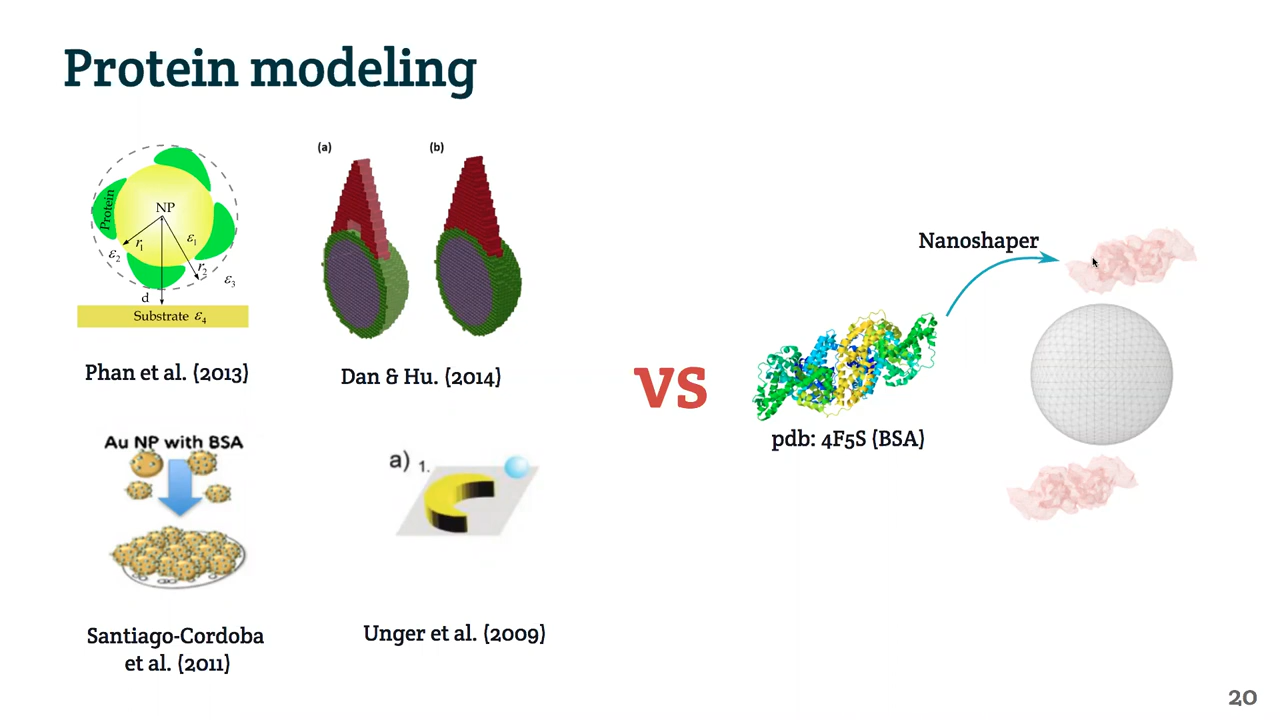 Protein modeling
NP
Protein
r₁
ε₁
ε₂
r₂
ε₃
d
Substrate ε₄
Phan et al. (2013)
(a)
(b)
Dan & Hu. (2014)
Au NP with BSA
Santiago-Cordoba
et al. (2011)
a) 1.
Unger et al. (2009)
vs
Nanoshaper
pdb: 4F5S (BSA)
20